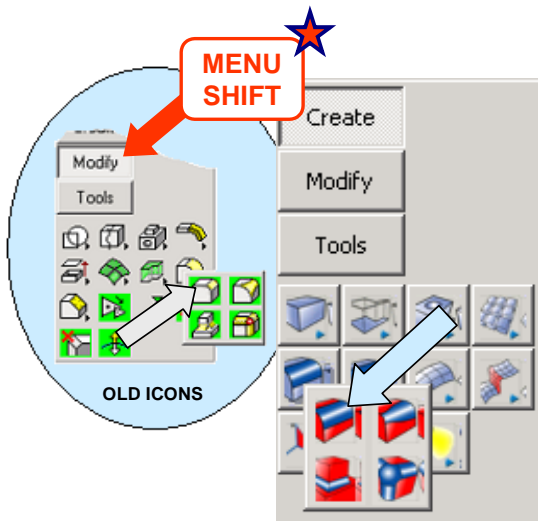 MENU
SHIFT
Create
Modify
Tools
Modify
Tools
OLD ICONS